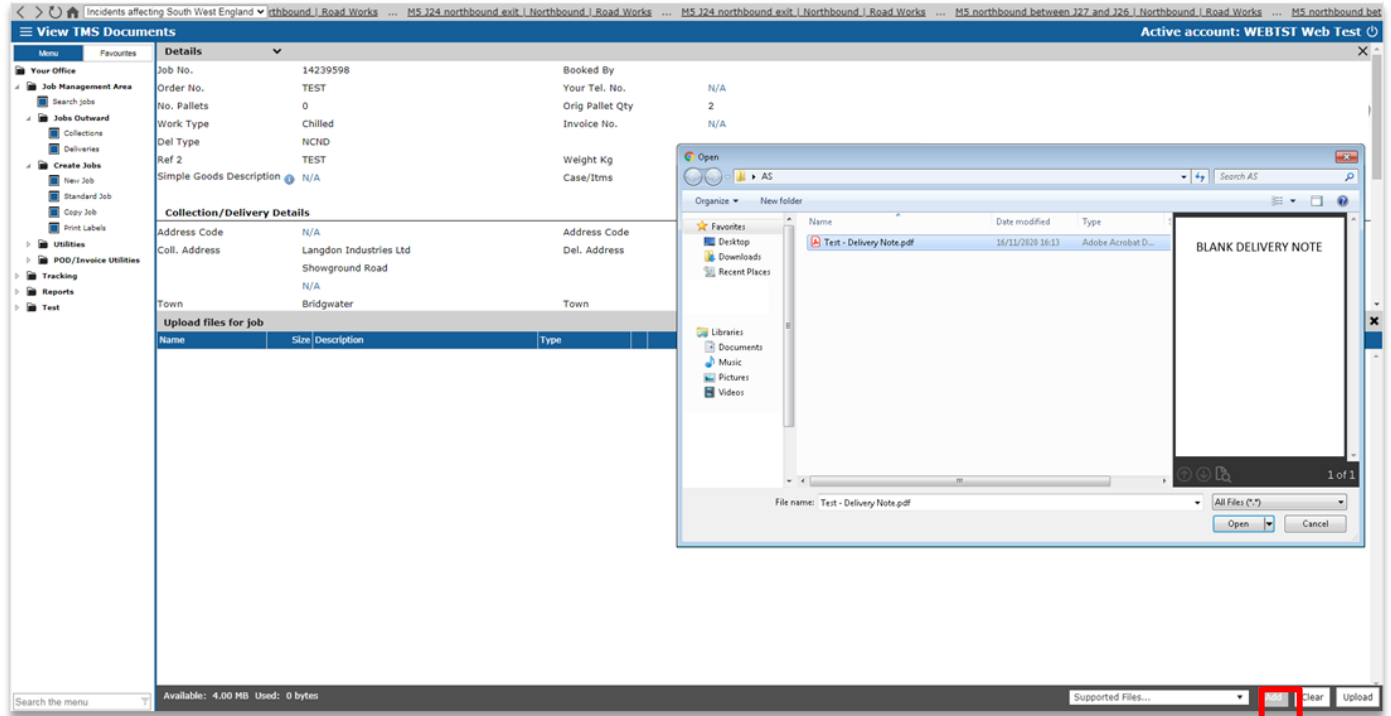 Incidents affecting South West England rthbound | Road Works ... M5 J24 northbound exit | Northbound | Road Works ... M5 J24 northbound exit | Northbound | Road Works ... M5 northbound between J27 and J26 | Northbound | Road Works ... M5 northbound bet
View TMS Documents Active account: WEBTST Web Test
Menu Favourites
Your Office
Job Management Area
Search jobs
Jobs Outward
Collections
Deliveries
Create Jobs
New Job
Standard Job
Copy Job
Print Labels
Utilities
POD/Invoice Utilities
Tracking
Reports
Test
Search the menu
Details
Job No. 14239598 Booked By
Order No. TEST Your Tel. No. N/A
No. Pallets 0 Orig Pallet Qty 2
Work Type Chilled Invoice No. N/A
Del Type NCND
Ref 2 TEST Weight Kg
Simple Goods Description N/A Case/Itms
Collection/Delivery Details
Address Code N/A Address Code
Coll. Address Langdon Industries Ltd Del. Address
Showground Road
N/A
Town Bridgwater Town
Upload files for job
Name Size Description Type
Open
AS Search AS
Organize New folder
Favorites
Desktop
Downloads
Recent Places
Libraries
Documents
Music
Pictures
Videos
Name Date modified Type
Test - Delivery Note.pdf 16/11/2020 16:13 Adobe Acrobat D...
BLANK DELIVERY NOTE
1 of 1
File name: Test - Delivery Note.pdf All Files (*.*)
Open Cancel
Available: 4.00 MB Used: 0 bytes Supported Files... Add Clear Upload